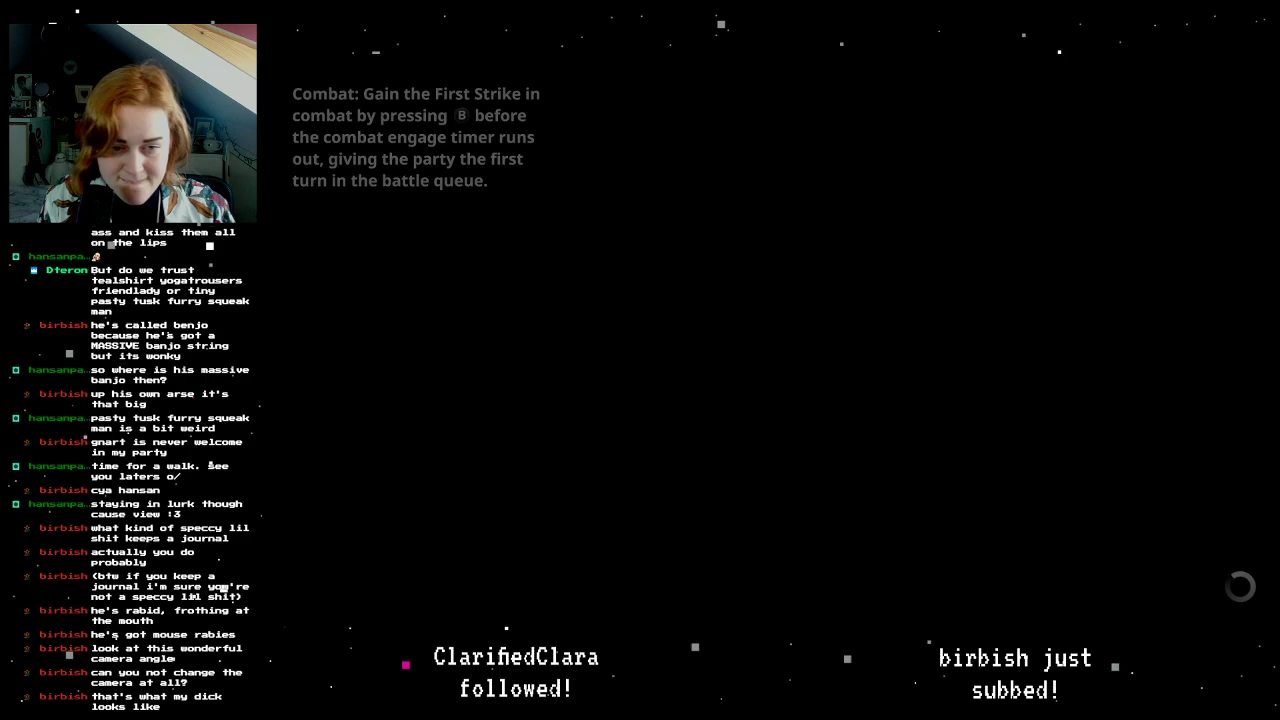 Combat: Gain the First Strike in
combat by pressing B before
the combat engage timer runs
out, giving the party the first
turn in the battle queue.
ass and kiss them all
on the lips
hansanpa…
Dteron But do we trust
tealshirt yogatrousers
friendlady or tiny
pasty tusk furry squeak
man
birbish he's called benjo
because he's got a
MASSIVE banjo string
but its wonky
hansanpa… so where is his massive
banjo then?
birbish up his own arse it's
that big
hansanpa… pasty tusk furry squeak
man is a bit weird
birbish gnart is never welcome
in my party
hansanpa… time for a walk. See
you laters o/
birbish cya hansan
hansanpa… staying in lurk though
cause view :3
birbish what kind of speccy lil
shit keeps a journal
birbish actually you do
probably
birbish (btw if you keep a
journal i'm sure you're
not a speccy lil shit)
birbish he's rabid, frothing at
the mouth
birbish he's got mouse rabies
birbish look at this wonderful
camera angle
birbish can you not change the
camera at all?
birbish that's what my dick
looks like
ClarifiedClara
followed!
birbish just
subbed!